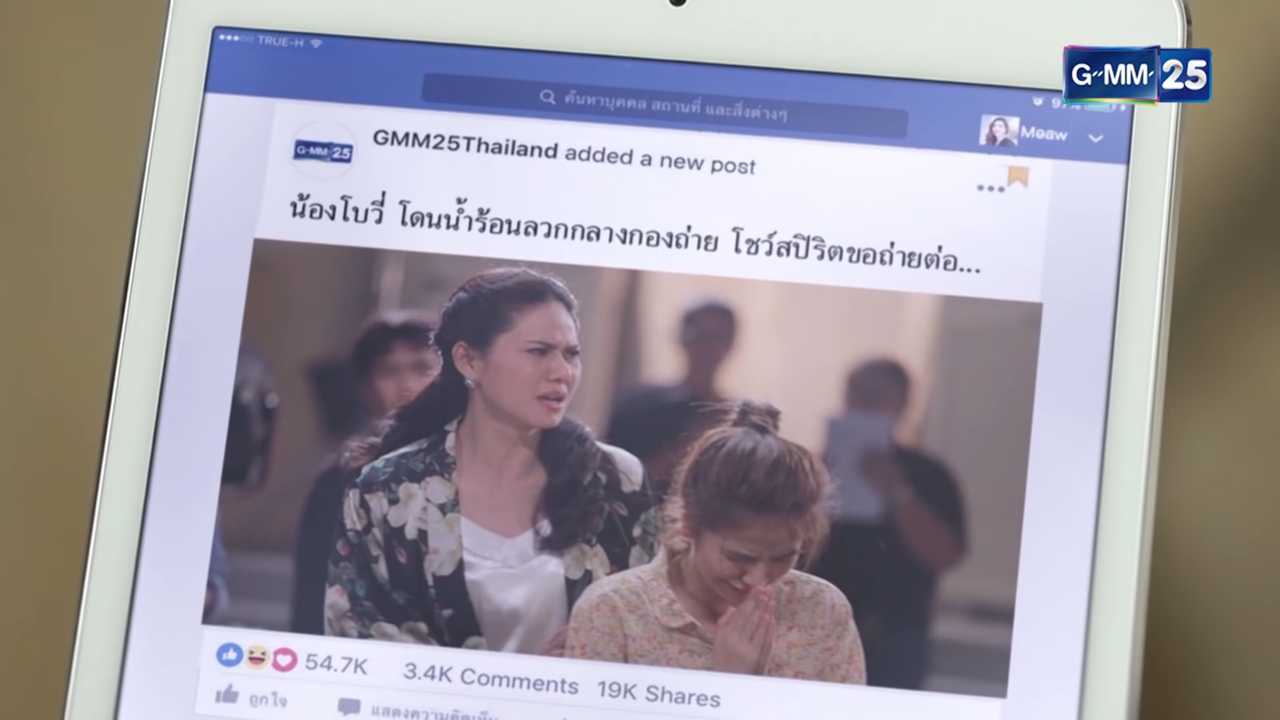 TRUE-H
G-MM 25
ค้นหาบุคคล สถานที่ และสิ่งต่างๆ
Meaw
G-MM 25
GMM25Thailand added a new post
น้องโบวี่ โดนน้ำร้อนลวกกลางกองถ่าย โชว์สปิริตขอถ่ายต่อ...
54.7K 3.4K Comments 19K Shares
ถูกใจ